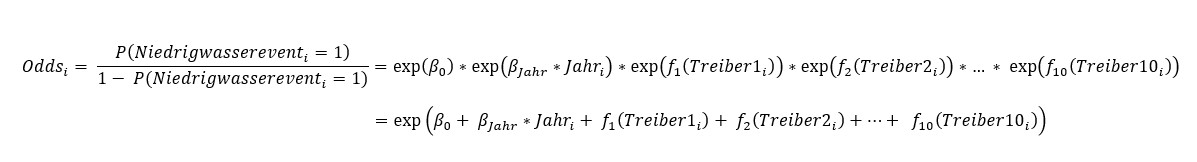 Odds_i = P(Niedrigwasserevent_i = 1) / (1 − P(Niedrigwasserevent_i = 1)) = exp(β_0) * exp(β_Jahr * Jahr_i) * exp(f_1(Treiber1_i)) * exp(f_2(Treiber2_i)) * … * exp(f_10(Treiber10_i))
= exp(β_0 + β_Jahr * Jahr_i + f_1(Treiber1_i) + f_2(Treiber2_i) + ⋯ + f_10(Treiber10_i))